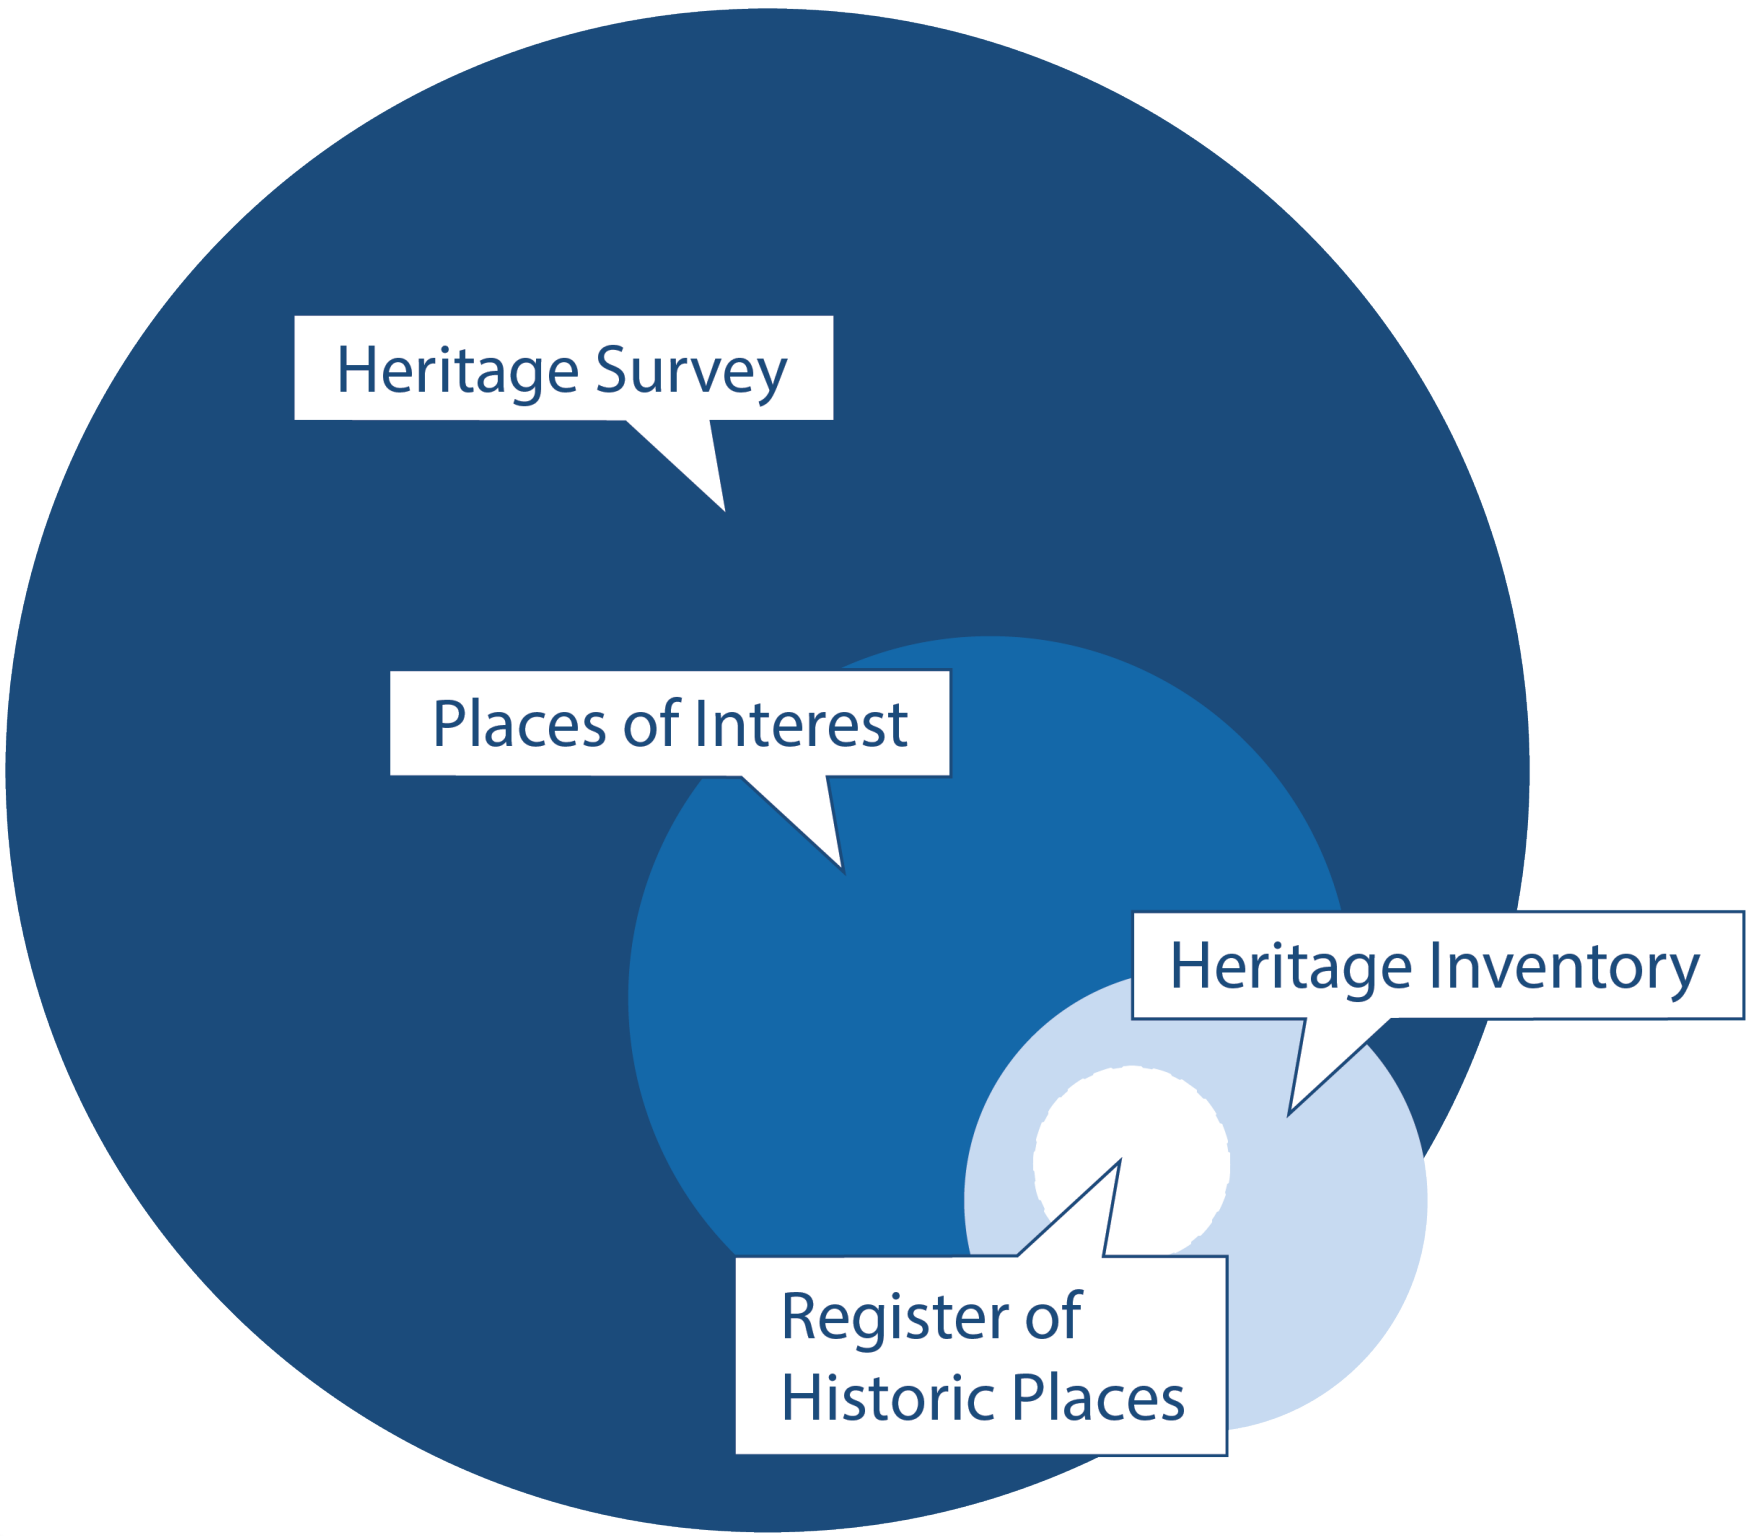 Heritage Survey
Places of Interest
Heritage Inventory
Register of
Historic Places